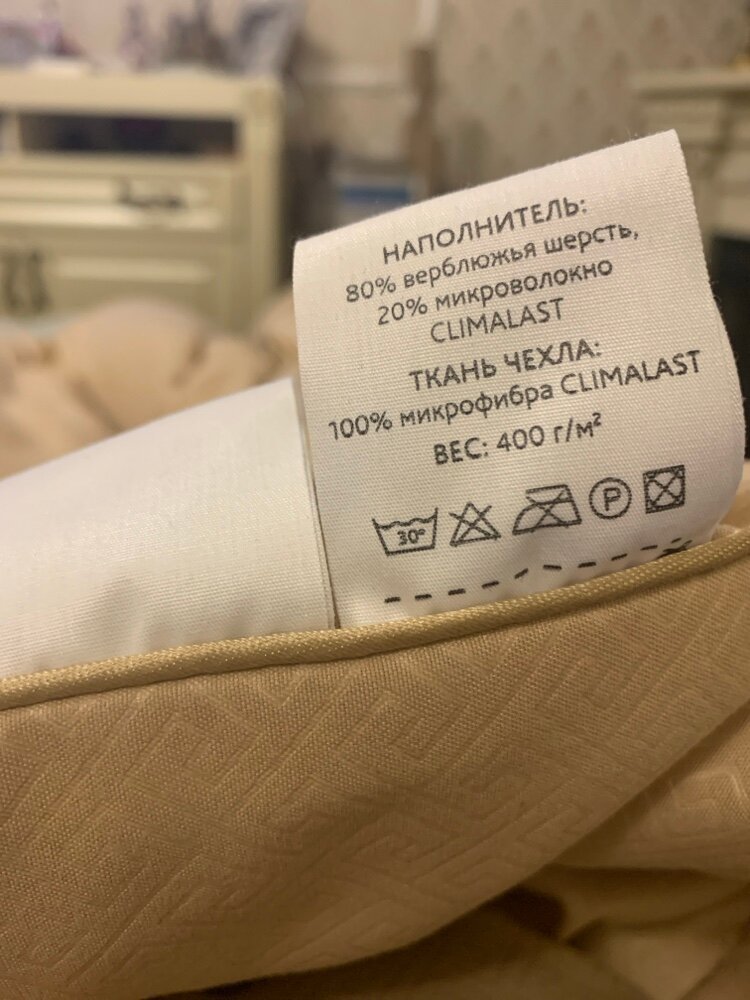 НАПОЛНИТЕЛЬ:
80% верблюжья шерсть,
20% микроволокно
CLIMALAST
ТКАНЬ ЧЕХЛА:
100% микрофибра CLIMALAST
ВЕС: 400 г/м²
30° P